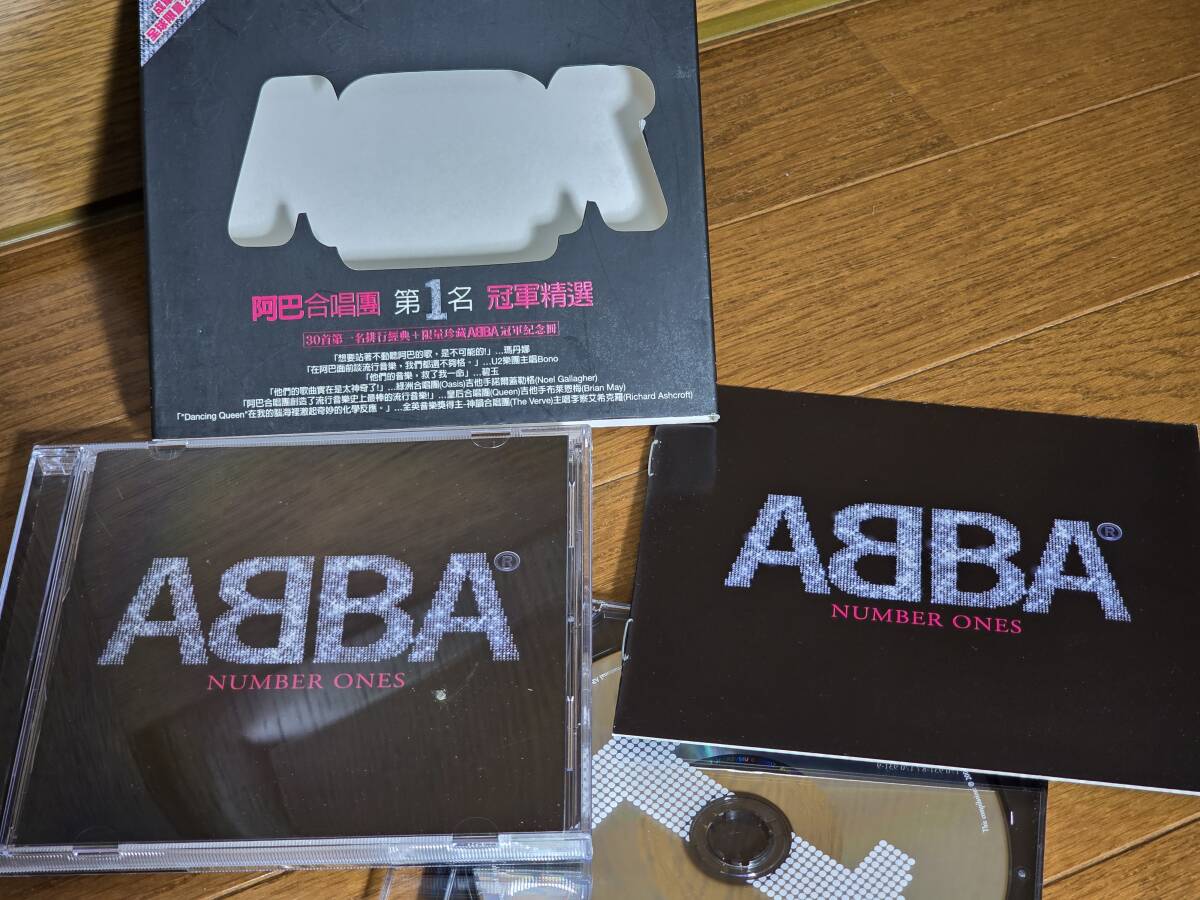 阿巴合唱團 第1名 冠軍精選
30首第一名排行經典+限量珍藏ABBA冠軍紀念冊
「想要站著不動聽阿巴的歌,是不可能的!」...瑪丹娜
「在阿巴面前談流行音樂,我們都還不夠格。」...U2樂團主唱Bono
「他們的音樂,救了我一命」...碧玉
「他們的歌曲實在是太神奇了!」...綠洲合唱團(Oasis)吉他手諾爾蓋勒格(Noel Gallagher)
「阿巴合唱團創造了流行音樂史上最棒的流行音樂!」...皇后合唱團(Queen)吉他手布萊恩梅(Brian May)
「"Dancing Queen"在我的腦海裡激起奇妙的化學反應。」...全英音樂獎得主-神韻合唱團(The Verve)主唱李察艾希克羅(Richard Ashcroft)
ABBA®
NUMBER ONES
ABBA®
NUMBER ONES